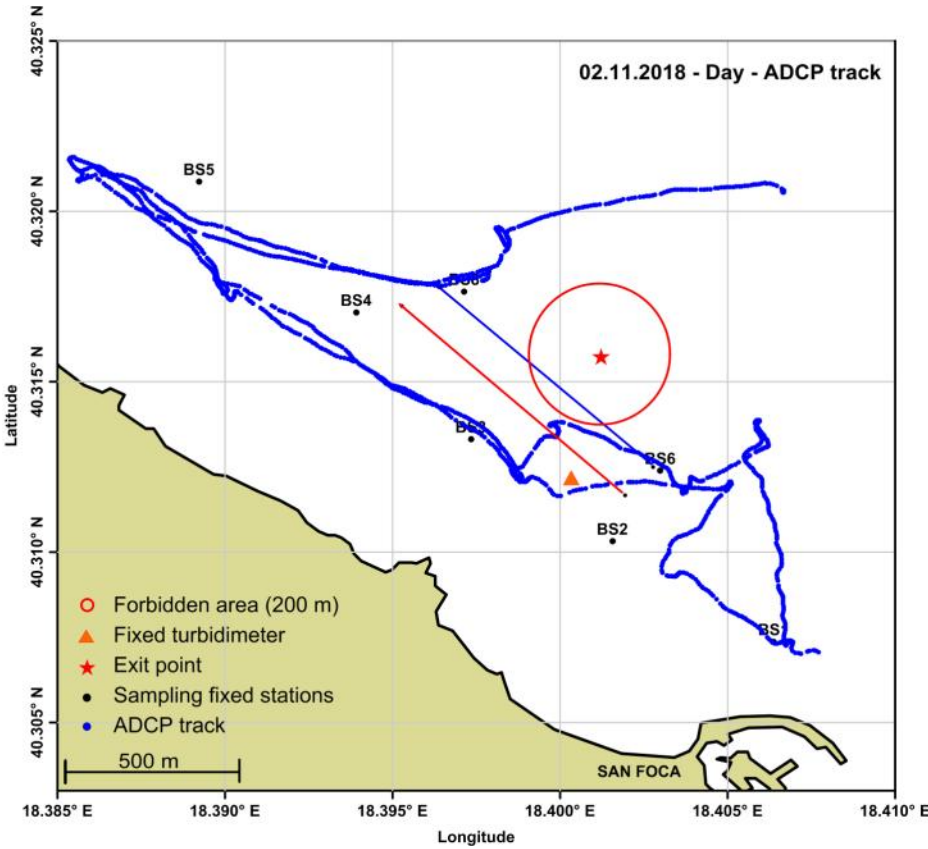 02.11.2018 - Day - ADCP track
40.325° N
40.320° N
40.315° N
40.310° N
40.305° N
Latitude
BS5
BS4
BS6
BS2
BS
Forbidden area (200 m)
Fixed turbidimeter
Exit point
Sampling fixed stations
ADCP track
500 m
SAN FOCA
18.385° N
18.390° N
18.395° N
18.400° N
18.405° N
18.410° N
Longitude